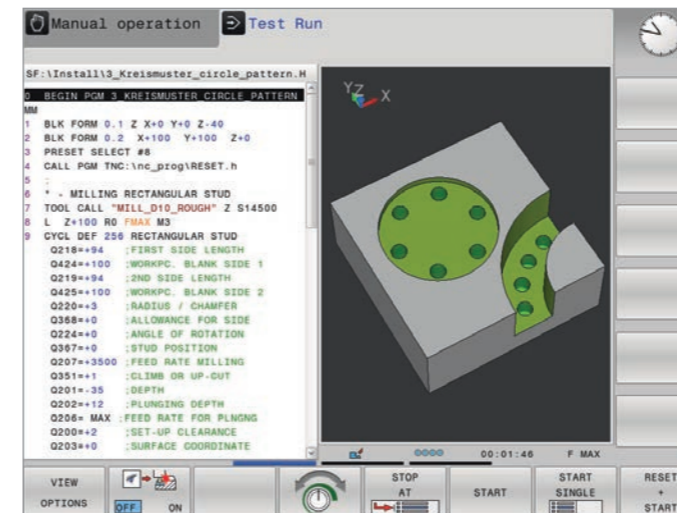 Manual operation
Test Run
SF:\Install\3_Kreismuster_circle_pattern.H
0 BEGIN PGM 3_KREISMUSTER_CIRCLE_PATTERN
MM
1 BLK FORM 0.1 Z X+0 Y+0 Z-40
2 BLK FORM 0.2 X+100 Y+100 Z+0
3 PRESET SELECT #8
4 CALL PGM TNC:\nc_prog\RESET.h
5 ;
6 * - MILLING RECTANGULAR STUD
7 TOOL CALL "MILL_D10_ROUGH" Z S14500
8 L Z+100 R0 FMAX M3
9 CYCL DEF 256 RECTANGULAR STUD
Q218=+94 ;FIRST SIDE LENGTH
Q424=+100 ;WORKPC. BLANK SIDE 1
Q219=+94 ;2ND SIDE LENGTH
Q425=+100 ;WORKPC. BLANK SIDE 2
Q220=+3 ;RADIUS / CHAMFER
Q368=+0 ;ALLOWANCE FOR SIDE
Q224=+0 ;ANGLE OF ROTATION
Q367=+0 ;STUD POSITION
Q207=+3500 ;FEED RATE MILLING
Q351=+1 ;CLIMB OR UP-CUT
Q201=-35 ;DEPTH
Q202=+12 ;PLUNGING DEPTH
Q206= MAX ;FEED RATE FOR PLNGNG
Q200=+2 ;SET-UP CLEARANCE
Q203=+0 ;SURFACE COORDINATE
Y Z X
00:01:46 F MAX
VIEW
OPTIONS
OFF ON
STOP
AT
START
START
SINGLE
RESET
+
START